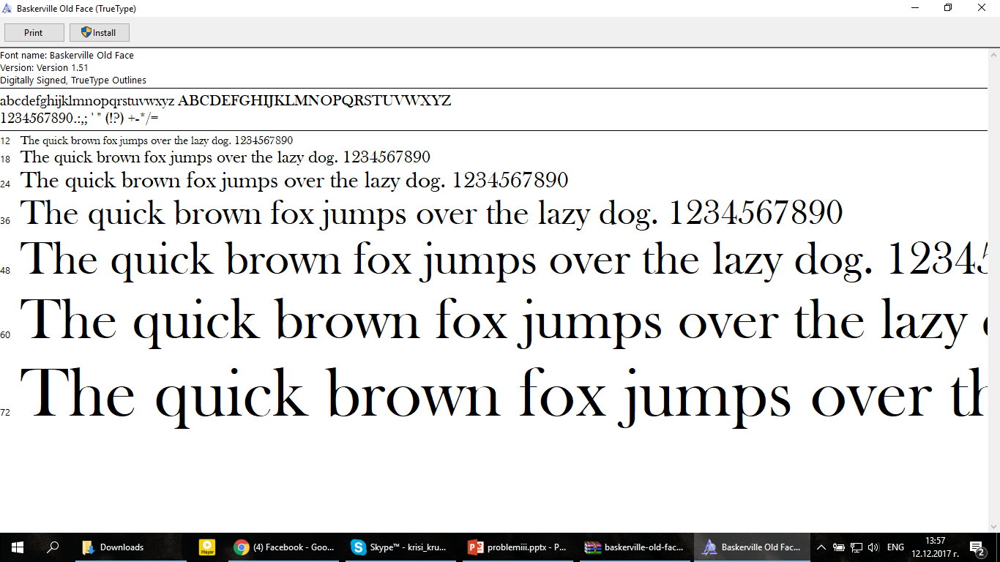 Baskerville Old Face (TrueType)
Print Install
Font name: Baskerville Old Face
Version: Version 1.51
Digitally Signed, TrueType Outlines
abcdefghijklmnopqrstuvwxyz ABCDEFGHIJKLMNOPQRSTUVWXYZ
1234567890.:,; ' " (!?) +-*/=
12 The quick brown fox jumps over the lazy dog. 1234567890
18 The quick brown fox jumps over the lazy dog. 1234567890
24 The quick brown fox jumps over the lazy dog. 1234567890
36 The quick brown fox jumps over the lazy dog. 1234567890
48 The quick brown fox jumps over the lazy dog. 12345
60 The quick brown fox jumps over the lazy
72 The quick brown fox jumps over th
Downloads Player (4) Facebook - Goo... Skype™ - krisi_kru... problemiii.pptx - P... baskerville-old-fac... Baskerville Old Fac... ENG 13:57
12.12.2017 г. 2